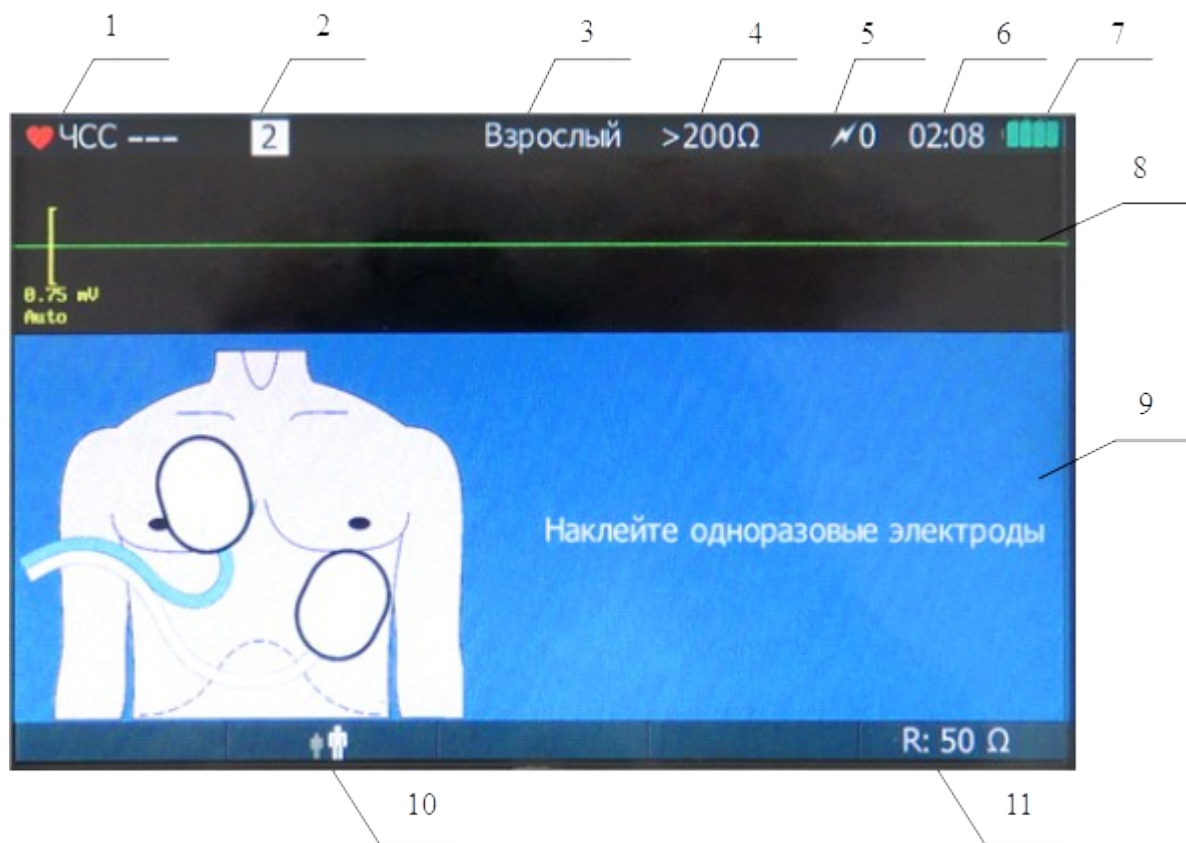 1 2 3 4 5 6 7
ЧСС --- 2 Взрослый >200Ω 0 02:08
8
0.75 mV
Auto
9
Наклейте одноразовые электроды
R: 50 Ω
10 11